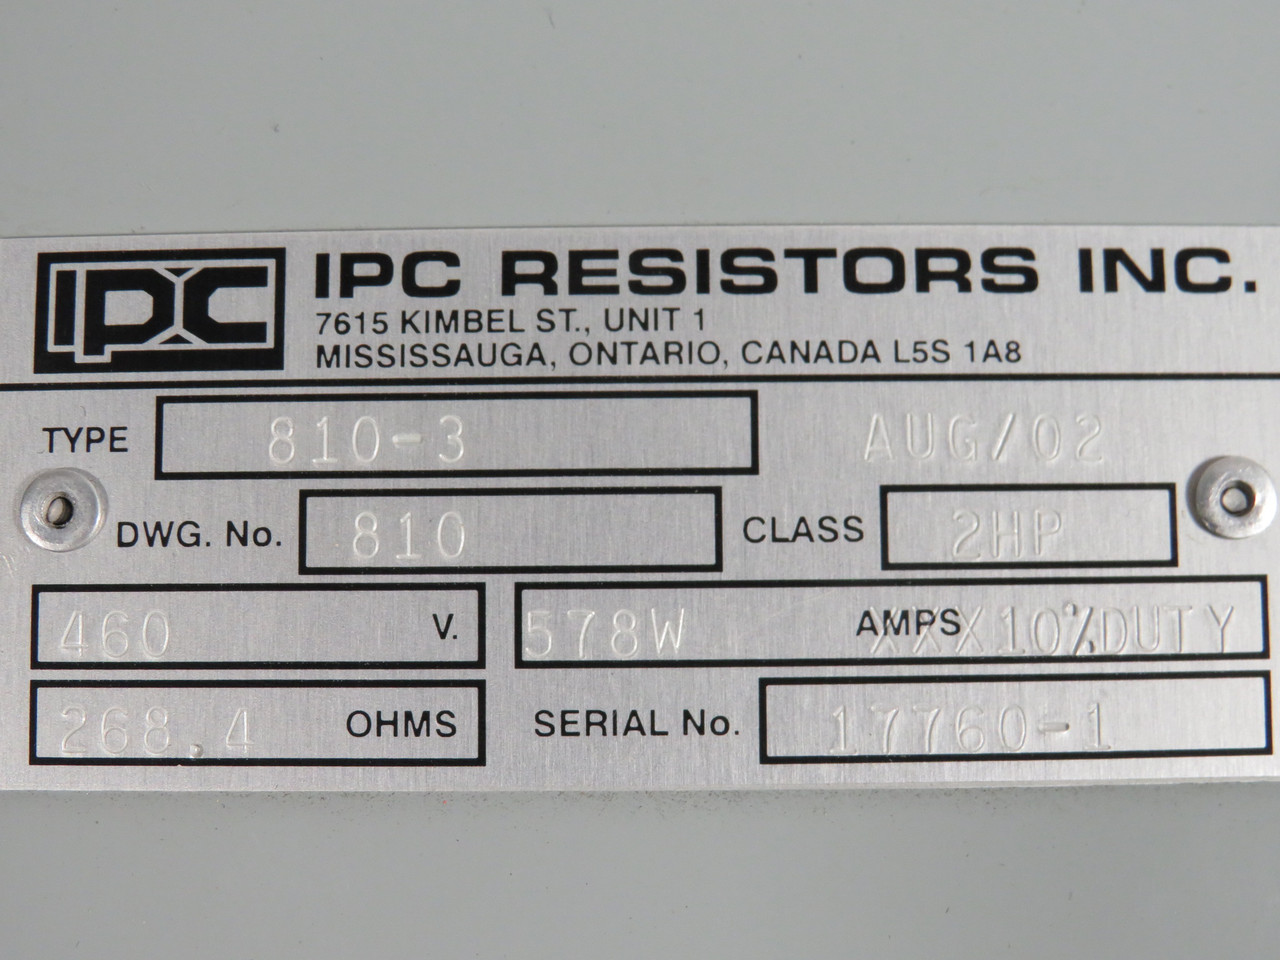 IPC IPC RESISTORS INC.
7615 KIMBEL ST., UNIT 1
MISSISSAUGA, ONTARIO, CANADA L5S 1A8
TYPE 810-3 AUG/02
DWG. No. 810 CLASS 2HP
460 V. 578W AMPS XXXX10%DUTY
268.4 OHMS SERIAL No. 17760-1